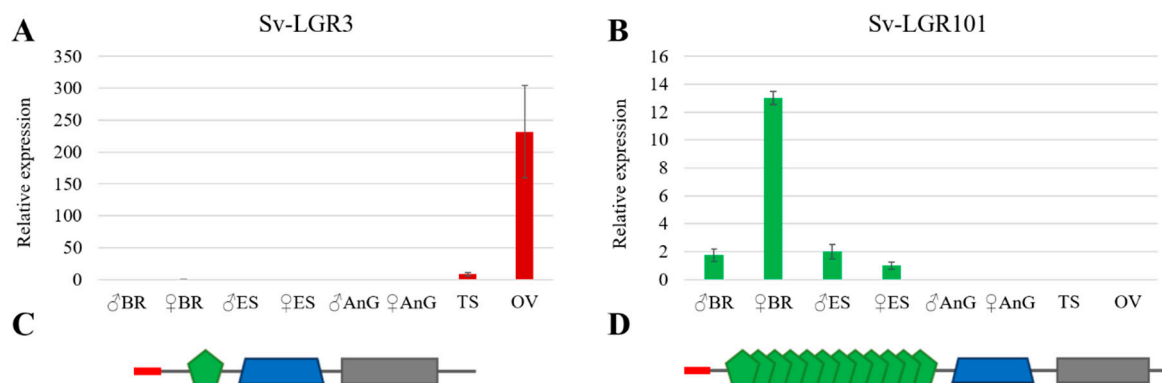 A
Sv-LGR3
Relative expression
350
300
250
200
150
100
50
0
♂BR ♀BR ♂ES ♀ES ♂AnG ♀AnG TS OV
B
Sv-LGR101
Relative expression
16
14
12
10
8
6
4
2
0
♂BR ♀BR ♂ES ♀ES ♂AnG ♀AnG TS OV
C
D